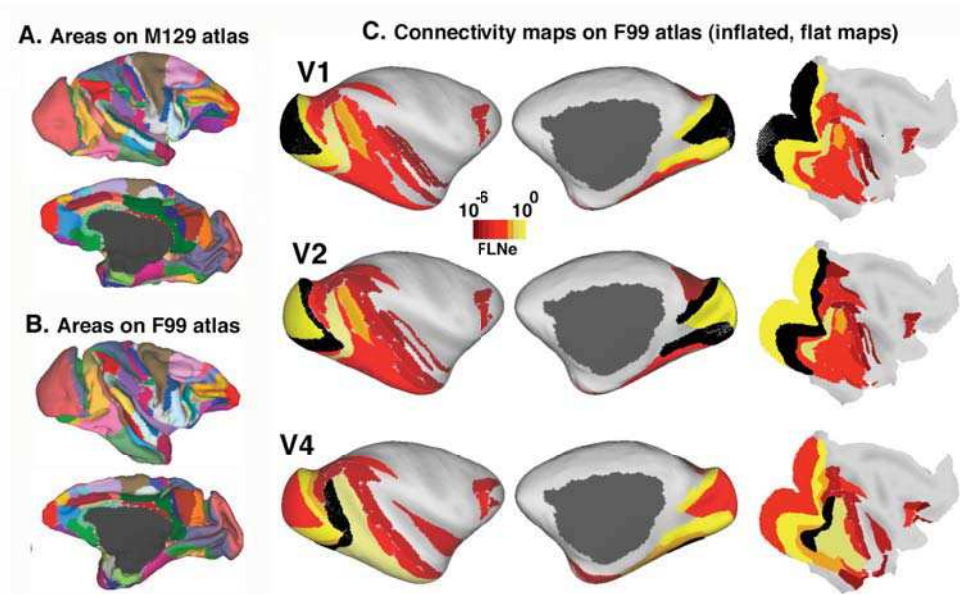 A. Areas on M129 atlas
C. Connectivity maps on F99 atlas (inflated, flat maps)
V1
10-6 100
FLNe
V2
B. Areas on F99 atlas
V4